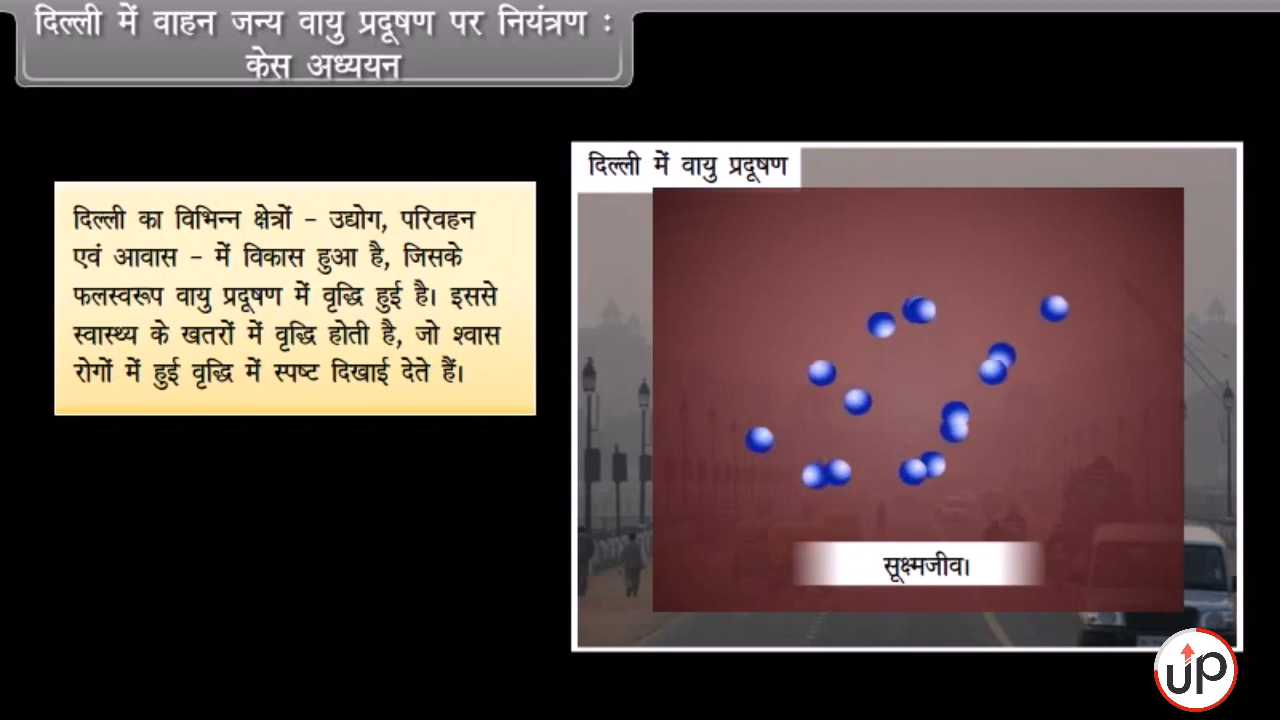 दिल्ली में वाहन जन्य वायु प्रदूषण पर नियंत्रण :
केस अध्ययन
दिल्ली का विभिन्न क्षेत्रों - उद्योग, परिवहन
एवं आवास - में विकास हुआ है, जिसके
फलस्वरूप वायु प्रदूषण में वृद्धि हुई है। इससे
स्वास्थ्य के खतरों में वृद्धि होती है, जो श्वास
रोगों में हुई वृद्धि में स्पष्ट दिखाई देते हैं।
दिल्ली में वायु प्रदूषण
सूक्ष्मजीव।
up